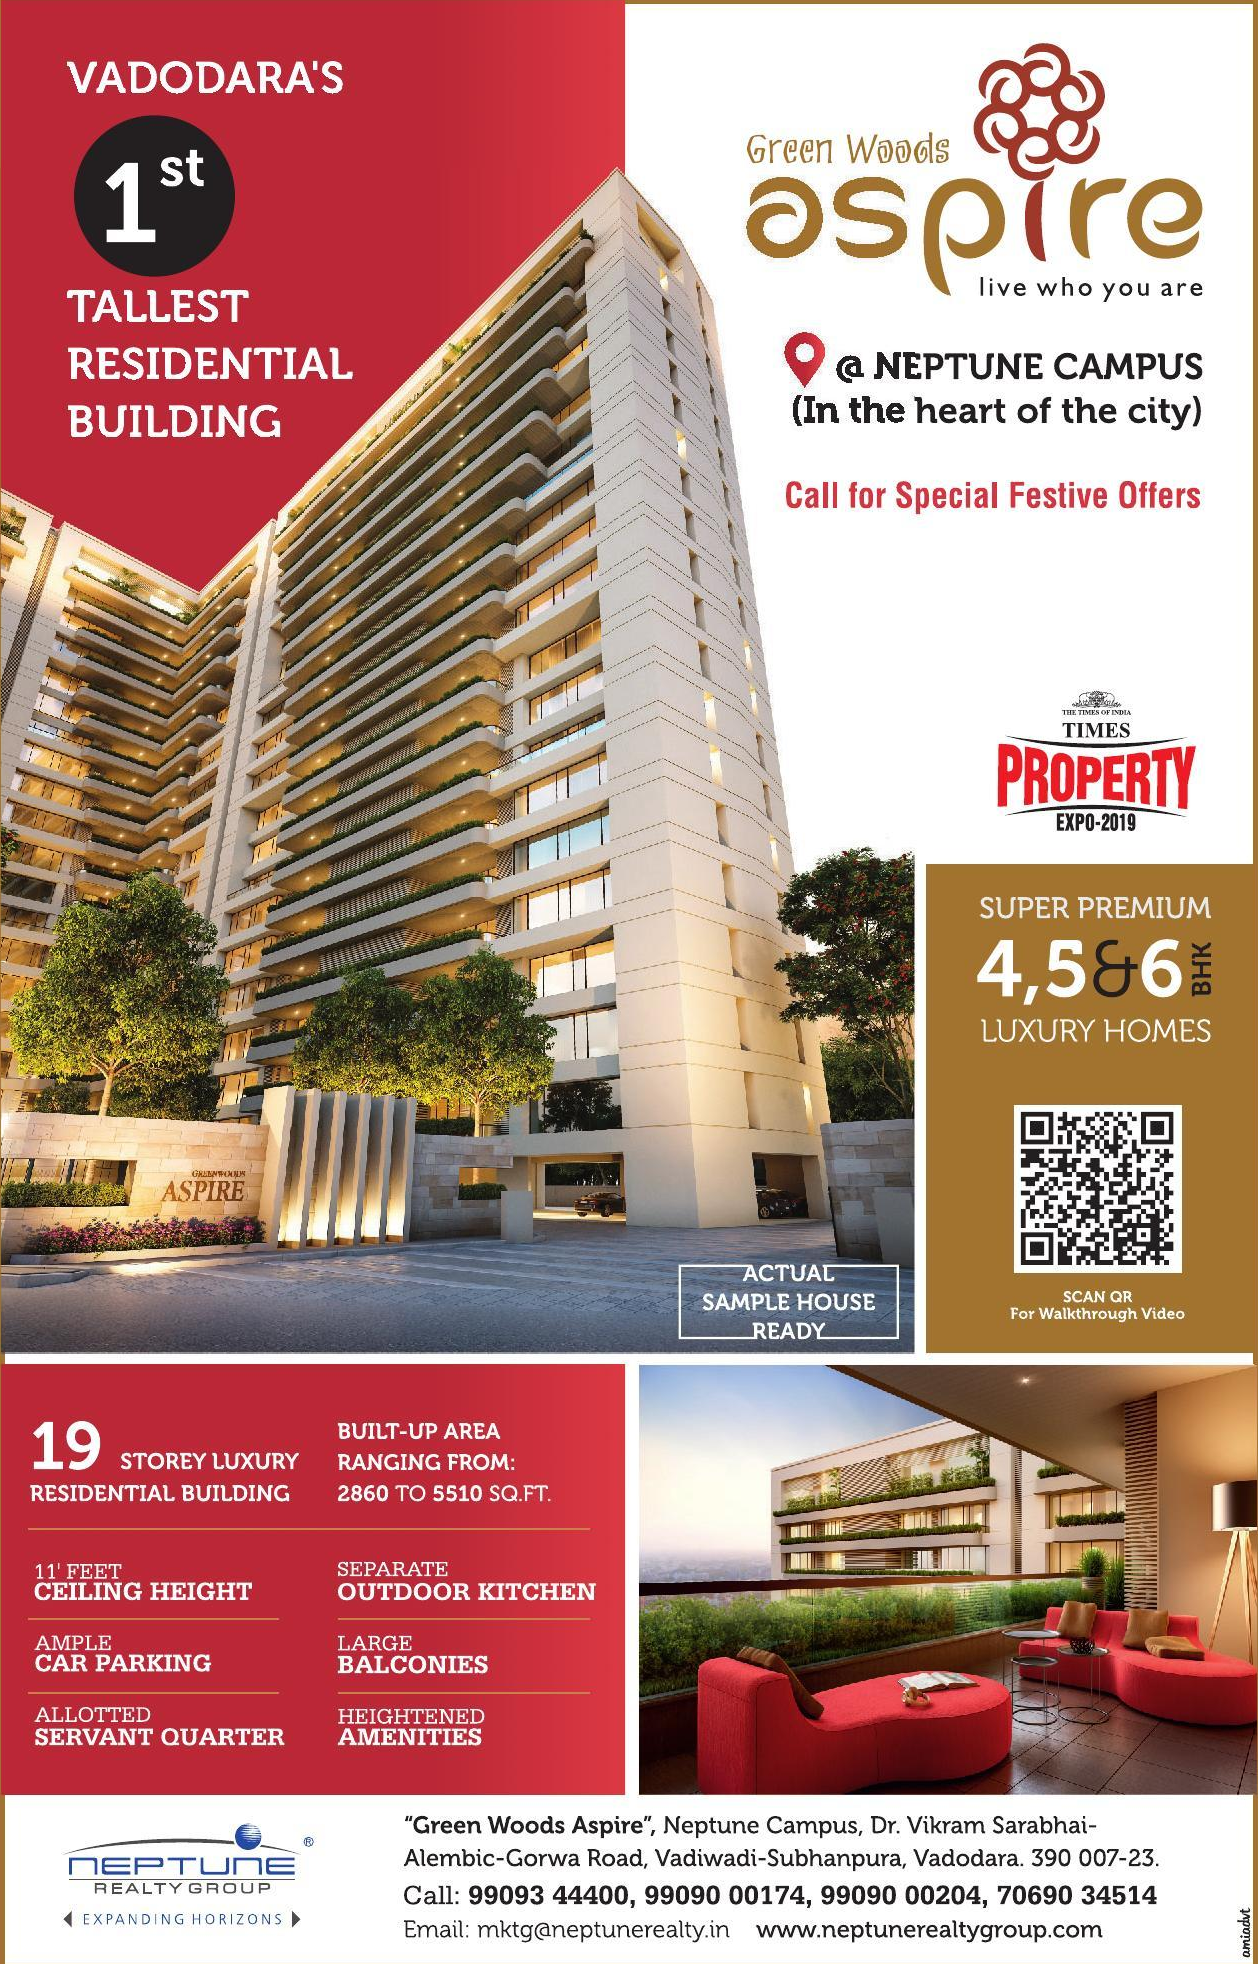 VADODARA'S
1st
TALLEST
RESIDENTIAL
BUILDING
Green Woods
aspire
live who you are
@ NEPTUNE CAMPUS
(In the heart of the city)
Call for Special Festive Offers
THE TIMES OF INDIA
TIMES
PROPERTY
EXPO-2019
SUPER PREMIUM
4,5&6 BHK
LUXURY HOMES
SCAN QR
For Walkthrough Video
GREENWOODS
ASPIRE
ACTUAL
SAMPLE HOUSE
READY
19 STOREY LUXURY
RESIDENTIAL BUILDING
BUILT-UP AREA
RANGING FROM:
2860 TO 5510 SQ.FT.
11' FEET
CEILING HEIGHT
SEPARATE
OUTDOOR KITCHEN
AMPLE
CAR PARKING
LARGE
BALCONIES
ALLOTTED
SERVANT QUARTER
HEIGHTENED
AMENITIES
NEPTUNE ®
REALTY GROUP
EXPANDING HORIZONS
"Green Woods Aspire", Neptune Campus, Dr. Vikram Sarabhai-
Alembic-Gorwa Road, Vadiwadi-Subhanpura, Vadodara. 390 007-23.
Call: 99093 44400, 99090 00174, 99090 00204, 70690 34514
Email: mktg@neptunerealty.in www.neptunerealtygroup.com
amiadvt